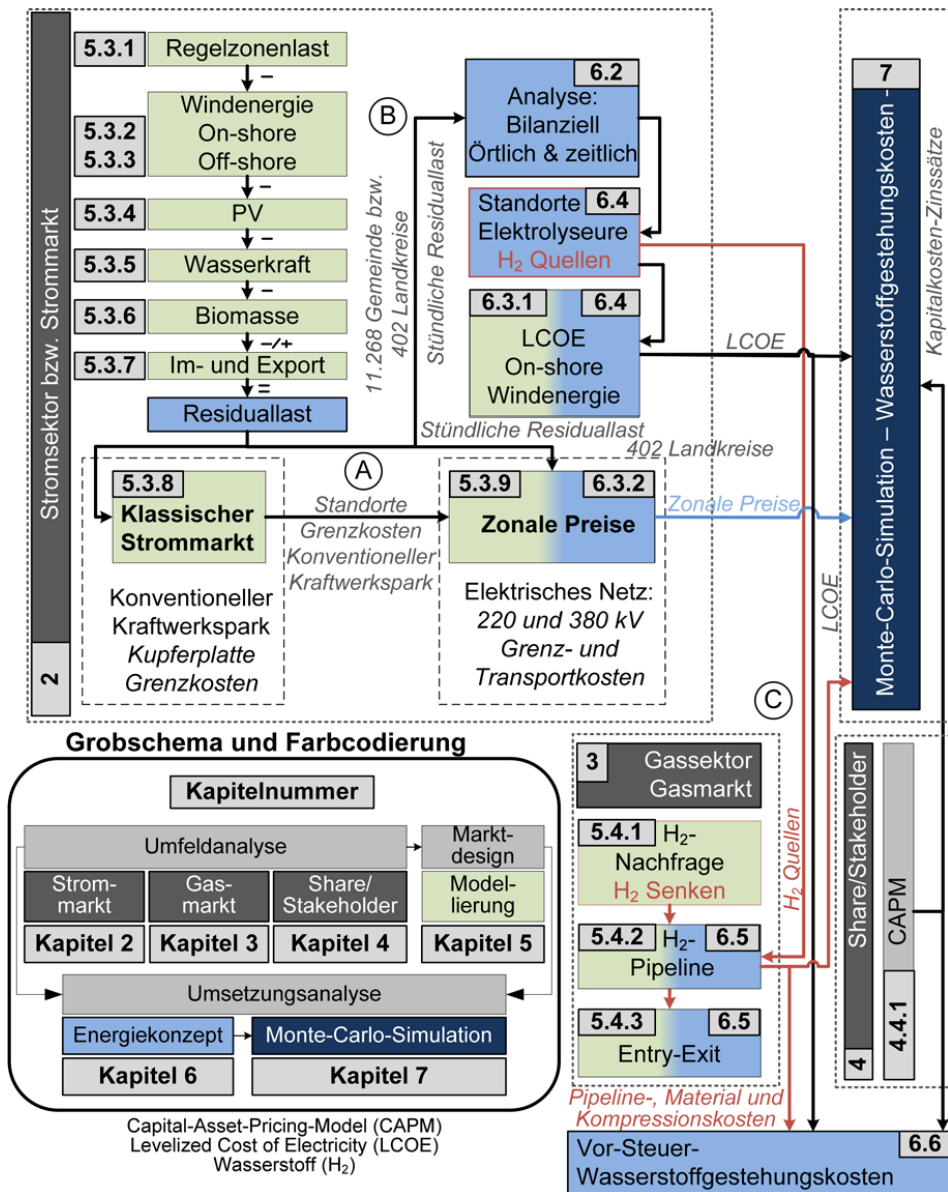 Stromsektor bzw. Strommarkt
2
5.3.1
Regelzonenlast
–
5.3.2
5.3.3
Windenergie
On-shore
Off-shore
–
5.3.4
PV
–
5.3.5
Wasserkraft
–
5.3.6
Biomasse
–/+
5.3.7
Im- und Export
=
Residuallast
11.268 Gemeinde bzw.
402 Landkreise
Stündliche Residuallast
B
6.2
Analyse:
Bilanziell
Örtlich & zeitlich
6.4
Standorte
Elektrolyseure
H₂ Quellen
6.3.1
6.4
LCOE
On-shore
Windenergie
LCOE
Stündliche Residuallast
402 Landkreise
A
5.3.8
Klassischer
Strommarkt
Konventioneller
Kraftwerkspark
Kupferplatte
Grenzkosten
Standorte
Grenzkosten
Konventioneller
Kraftwerkspark
5.3.9
6.3.2
Zonale Preise
Elektrisches Netz:
220 und 380 kV
Grenz- und
Transportkosten
Zonale Preise
LCOE
7
Monte-Carlo-Simulation – Wasserstoffgestehungskosten -
Kapitalkosten-Zinssätze
C
H₂ Quellen
3
Gassektor
Gasmarkt
5.4.1
H₂-
Nachfrage
H₂ Senken
5.4.2
H₂-
6.5
Pipeline
5.4.3
6.5
Entry-Exit
Pipeline-, Material und
Kompressionskosten
Share/Stakeholder
4
CAPM
4.4.1
Vor-Steuer-
Wasserstoffgestehungskosten
6.6
Grobschema und Farbcodierung
Kapitelnummer
Umfeldanalyse
Markt-
design
Strom-
markt
Gas-
markt
Share/
Stakeholder
Model-
lierung
Kapitel 2
Kapitel 3
Kapitel 4
Kapitel 5
Umsetzungsanalyse
Energiekonzept
Monte-Carlo-Simulation
Kapitel 6
Kapitel 7
Capital-Asset-Pricing-Model (CAPM)
Levelized Cost of Electricity (LCOE)
Wasserstoff (H₂)